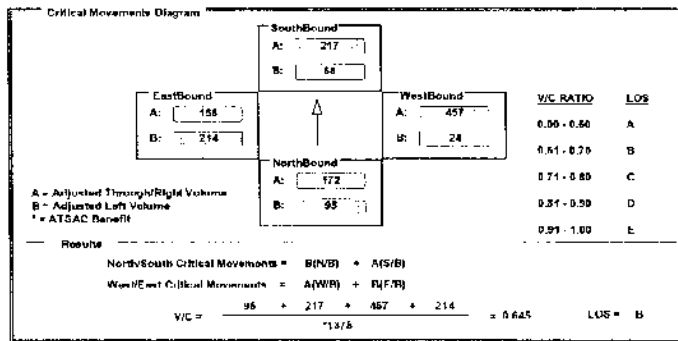 Critical Movements Diagram
SouthBound
A: 217
B:
EastBound
A:
B: 214
WestBound
A: 457
B: 24
NorthBound
A: 172
B: 95
V/C RATIO LOS
0.00 - 0.60 A
0.61 - 0.70 B
0.71 - 0.80 C
0.81 - 0.90 D
0.91 - 1.00 E
A = Adjusted Through/Right Volume
B = Adjusted Left Volume
* = ATSAC Benefit
Results
North/South Critical Movements = B(N/B) + A(S/B)
West/East Critical Movements = A(W/B) + B(E/B)
95 + 217 + 457 + 214
V/C = = 0.645 LOS = B